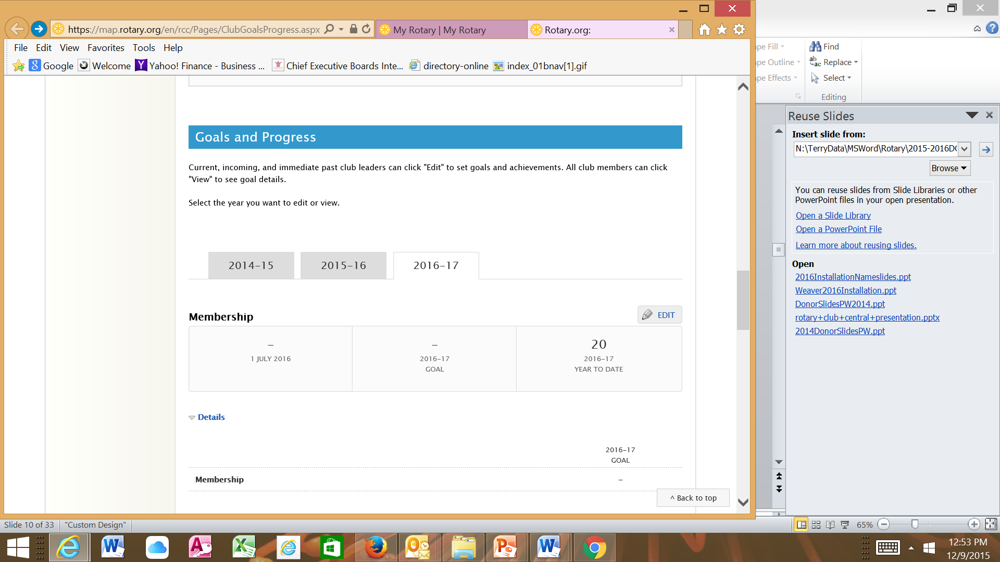 https://map.rotary.org/en/rcc/Pages/ClubGoalsProgress.aspx
My Rotary | My Rotary
Rotary.org:
File Edit View Favorites Tools Help
Google Welcome Yahoo! Finance - Business ... Chief Executive Boards Inte... directory-online index_01bnav[1].gif
Goals and Progress
Current, incoming, and immediate past club leaders can click "Edit" to set goals and achievements. All club members can click
"View" to see goal details.
Select the year you want to edit or view.
2014-15 2015-16 2016-17
Membership
EDIT
–
1 JULY 2016
–
2016-17
GOAL
20
2016-17
YEAR TO DATE
Details
2016-17
GOAL
Membership –
^ Back to top
Fill
Outline
Effects
Find
Replace
Select
Editing
Reuse Slides
Insert slide from:
N:\TerryData\MSWord\Rotary\2015-2016D
Browse
You can reuse slides from Slide Libraries or other
PowerPoint files in your open presentation.
Open a Slide Library
Open a PowerPoint File
Learn more about reusing slides.
Open
2016InstallationNameslides.ppt
Weaver2016Installation.ppt
DonorSlidesPW2014.ppt
rotary+club+central+presentation.pptx
2014DonorSlidesPW.ppt
Slide 10 of 33 "Custom Design"
65%
12:53 PM
12/9/2015